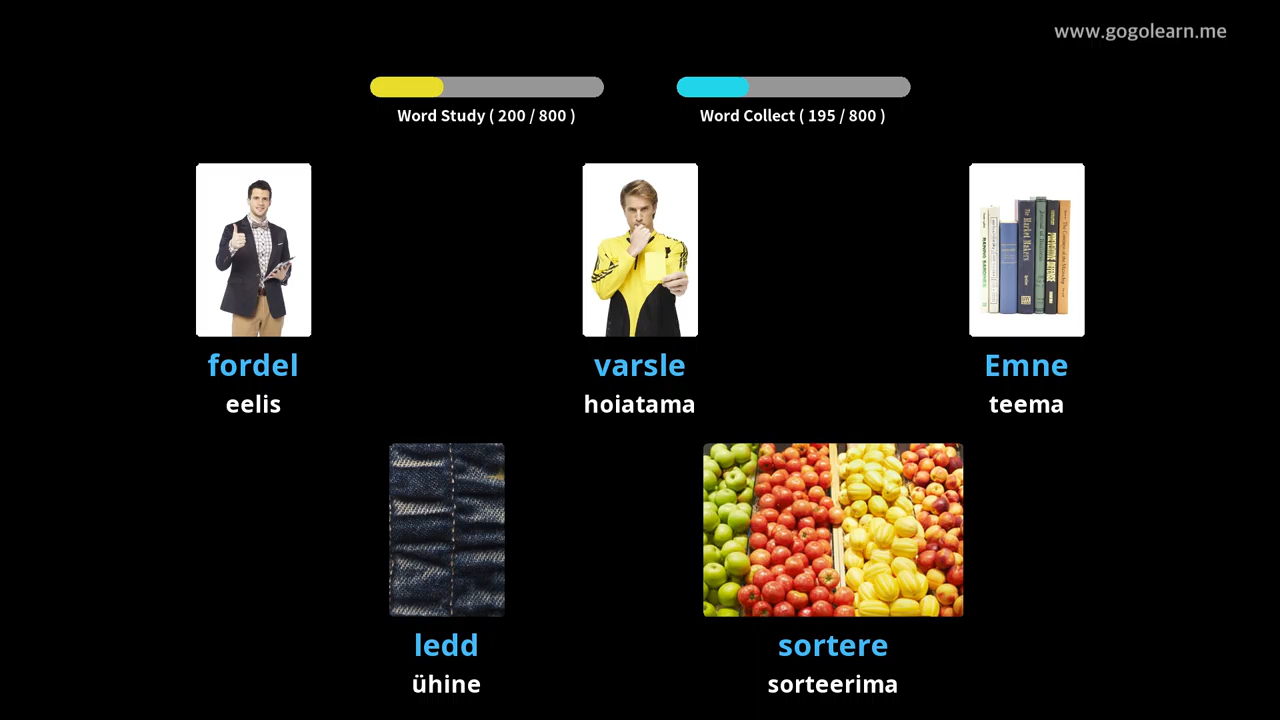 www.gogolearn.me
Word Study ( 200 / 800 )
Word Collect ( 195 / 800 )
fordel
eelis
varsle
hoiatama
Emne
teema
ledd
ühine
sortere
sorteerima